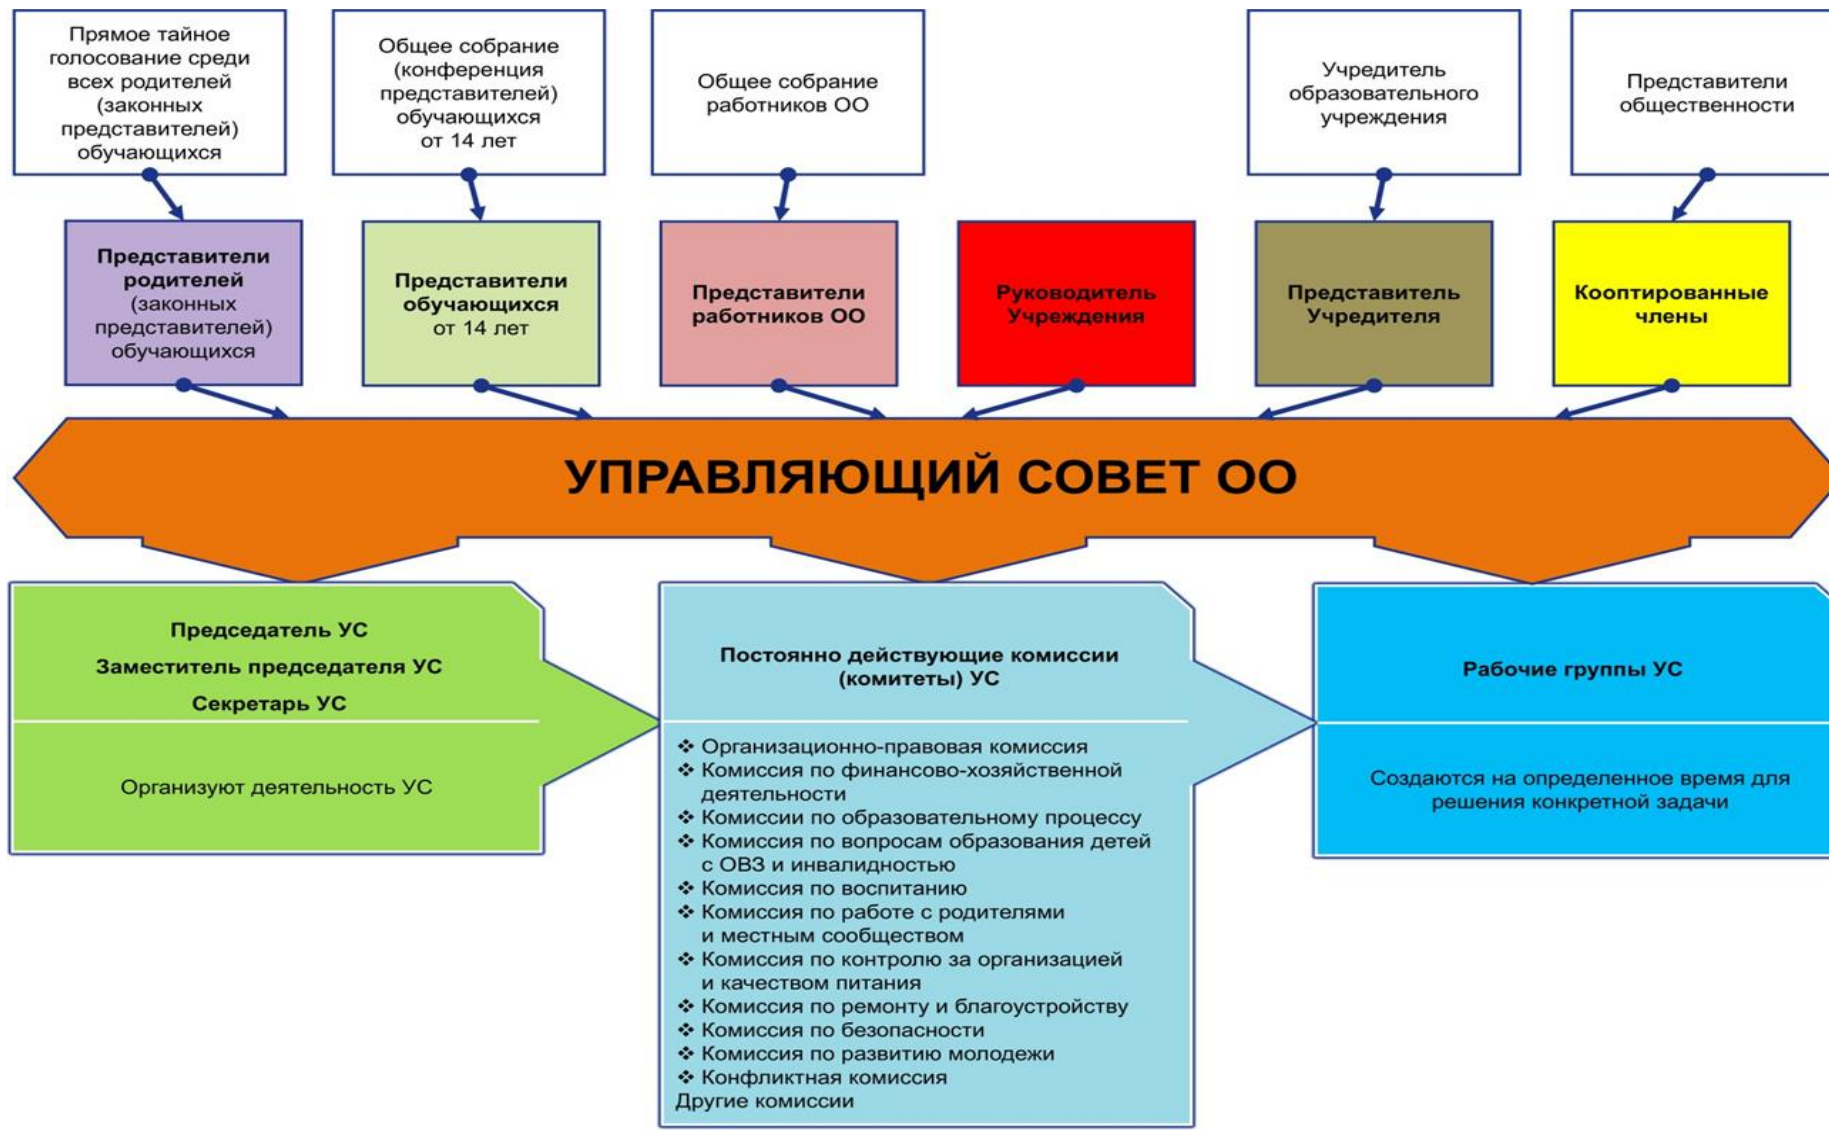 Прямое тайное
голосование среди
всех родителей
(законных
представителей)
обучающихся
Общее собрание
(конференция
представителей)
обучающихся
от 14 лет
Общее собрание
работников ОО
Учредитель
образовательного
учреждения
Представители
общественности
Представители
родителей
(законных
представителей)
обучающихся
Представители
обучающихся
от 14 лет
Представители
работников ОО
Руководитель
Учреждения
Представитель
Учредителя
Кооптированные
члены
УПРАВЛЯЮЩИЙ СОВЕТ ОО
Председатель УС
Заместитель председателя УС
Секретарь УС
Организуют деятельность УС
Постоянно действующие комиссии
(комитеты) УС
❖ Организационно-правовая комиссия
❖ Комиссия по финансово-хозяйственной
деятельности
❖ Комиссии по образовательному процессу
❖ Комиссия по вопросам образования детей
с ОВЗ и инвалидностью
❖ Комиссия по воспитанию
❖ Комиссия по работе с родителями
и местным сообществом
❖ Комиссия по контролю за организацией
и качеством питания
❖ Комиссия по ремонту и благоустройству
❖ Комиссия по безопасности
❖ Комиссия по развитию молодежи
❖ Конфликтная комиссия
Другие комиссии
Рабочие группы УС
Создаются на определенное время для
решения конкретной задачи